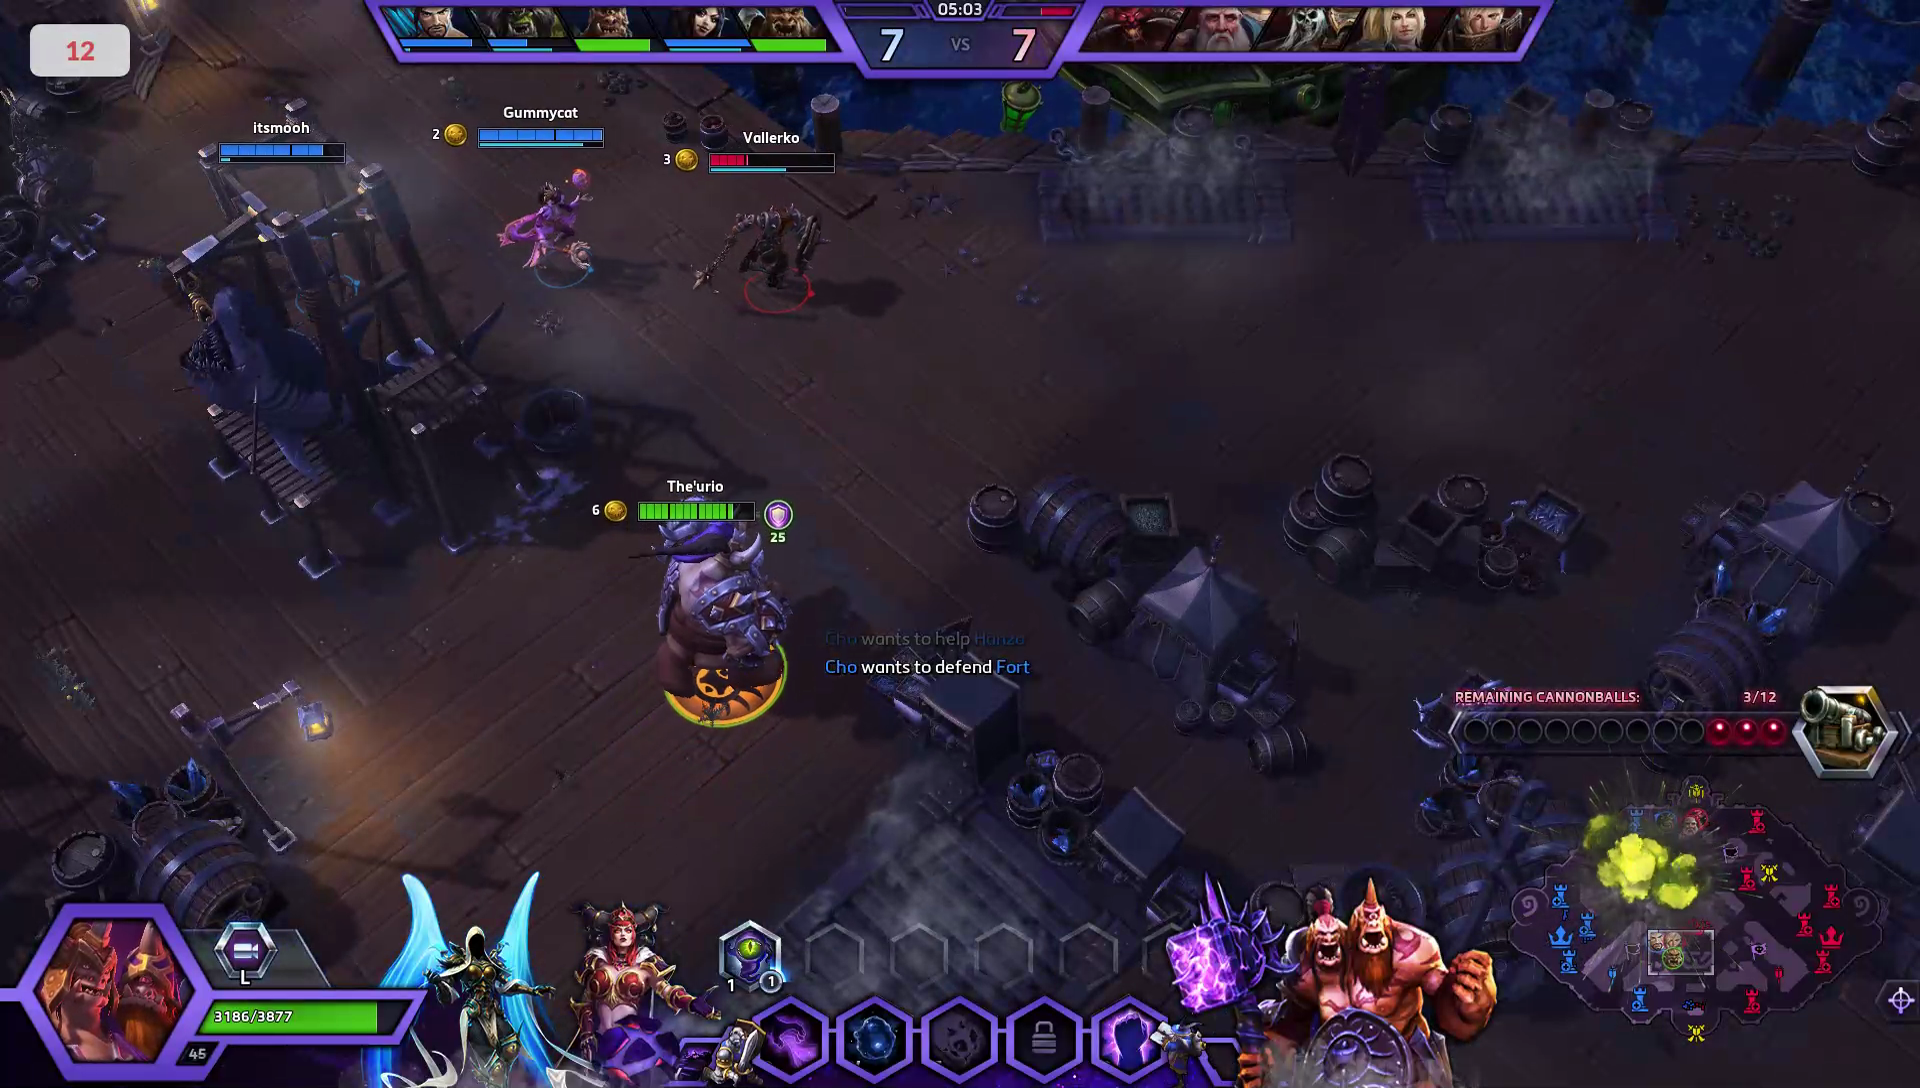 05:03
12
7 VS 7
Gummycat
itsmooh
2
Vallerko
3
The'urio
6
25
Cho wants to help Hanzo
Cho wants to defend Fort
REMAINING CANNONBALLS: 3/12
L
1
1
3186/3877
45